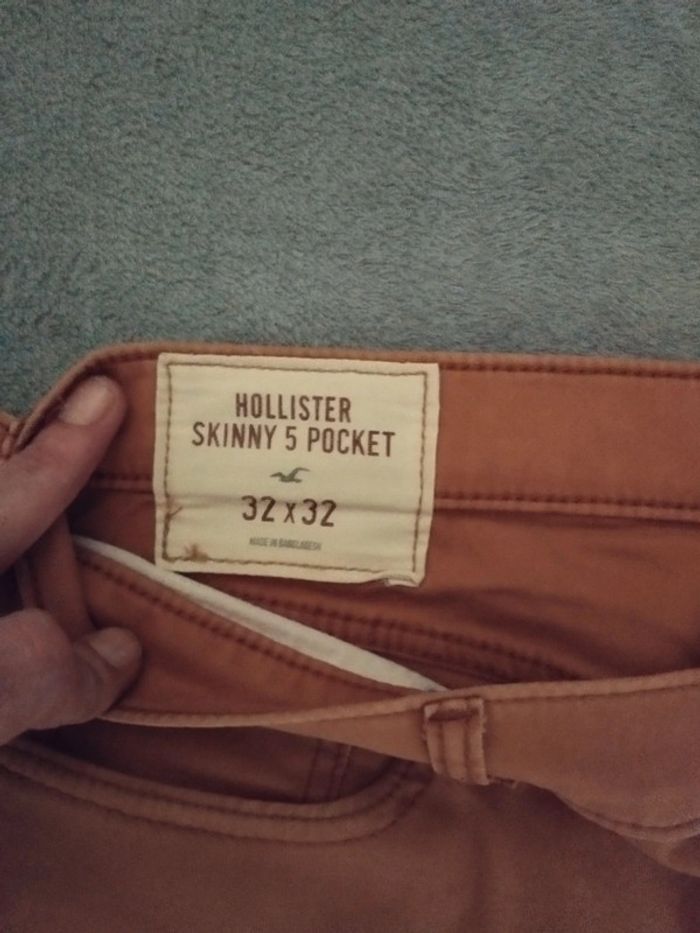 HOLLISTER
SKINNY 5 POCKET
32 x 32
MADE IN BANGLADESH